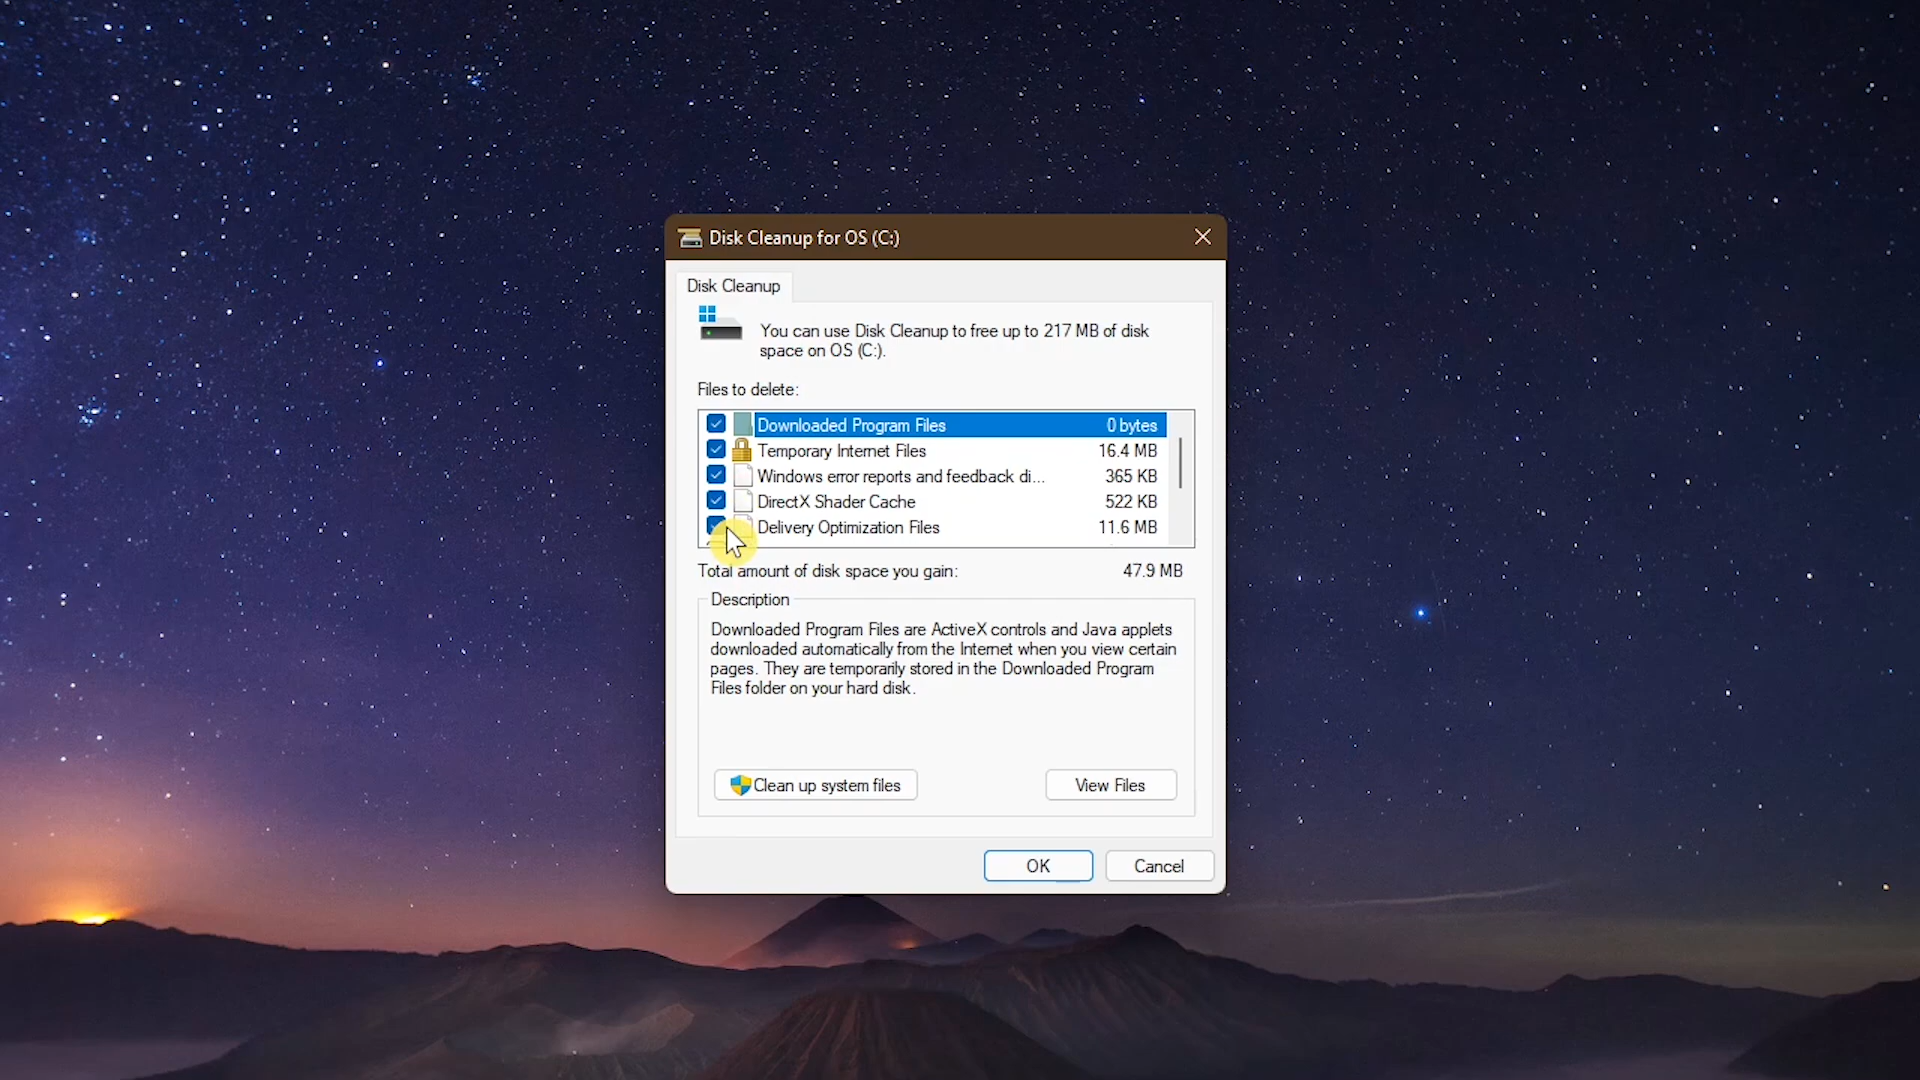 Disk Cleanup for OS (C:)
Disk Cleanup
You can use Disk Cleanup to free up to 217 MB of disk
space on OS (C:).
Files to delete:
Downloaded Program Files 0 bytes
Temporary Internet Files 16.4 MB
Windows error reports and feedback di... 365 KB
DirectX Shader Cache 522 KB
Delivery Optimization Files 11.6 MB
Total amount of disk space you gain: 47.9 MB
Description
Downloaded Program Files are ActiveX controls and Java applets
downloaded automatically from the Internet when you view certain
pages. They are temporarily stored in the Downloaded Program
Files folder on your hard disk.
Clean up system files View Files
OK Cancel